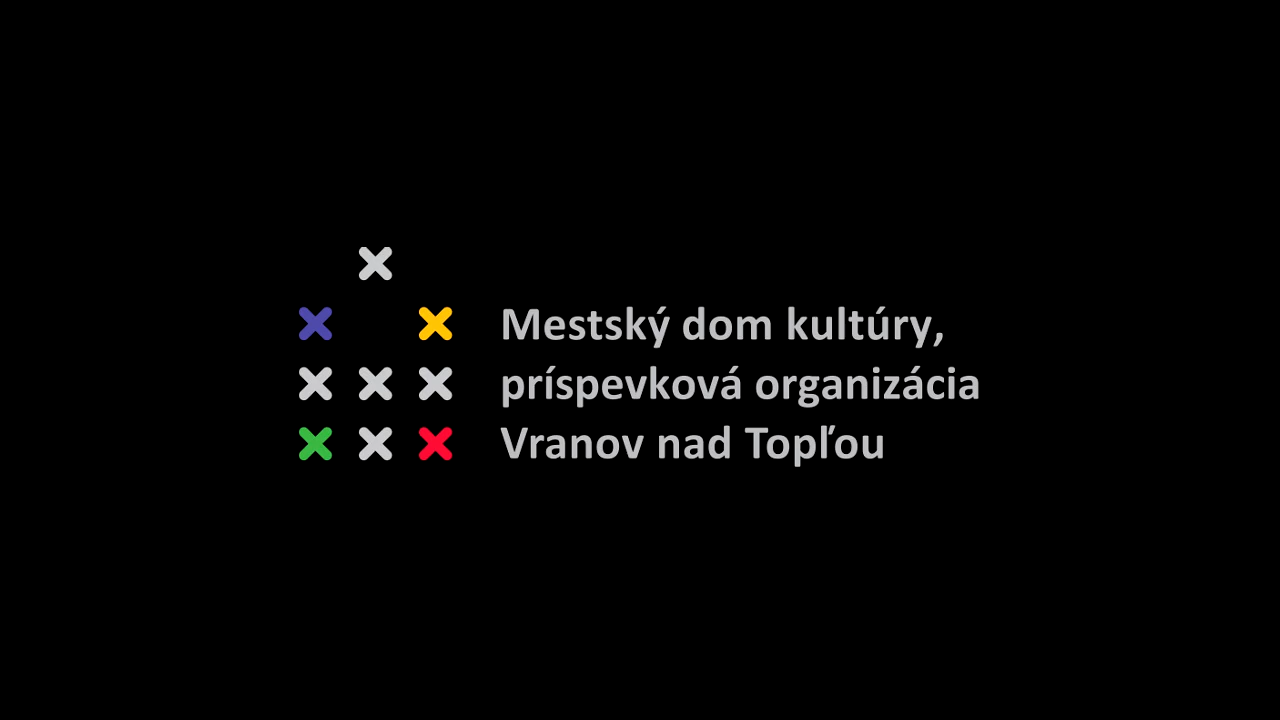 Mestský dom kultúry,
príspevková organizácia
Vranov nad Topľou